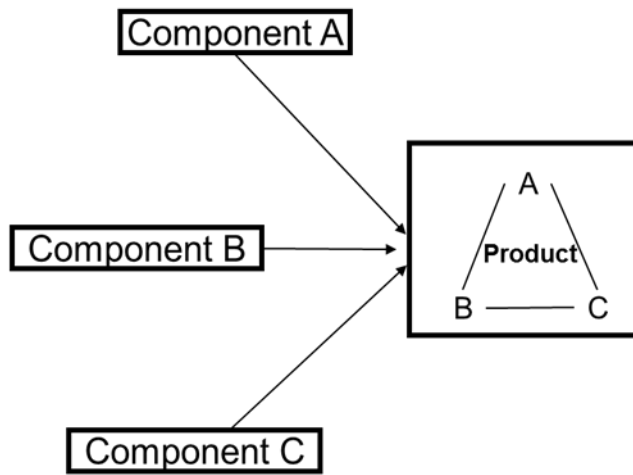 Component A
A
Component B
Product
B C
Component C